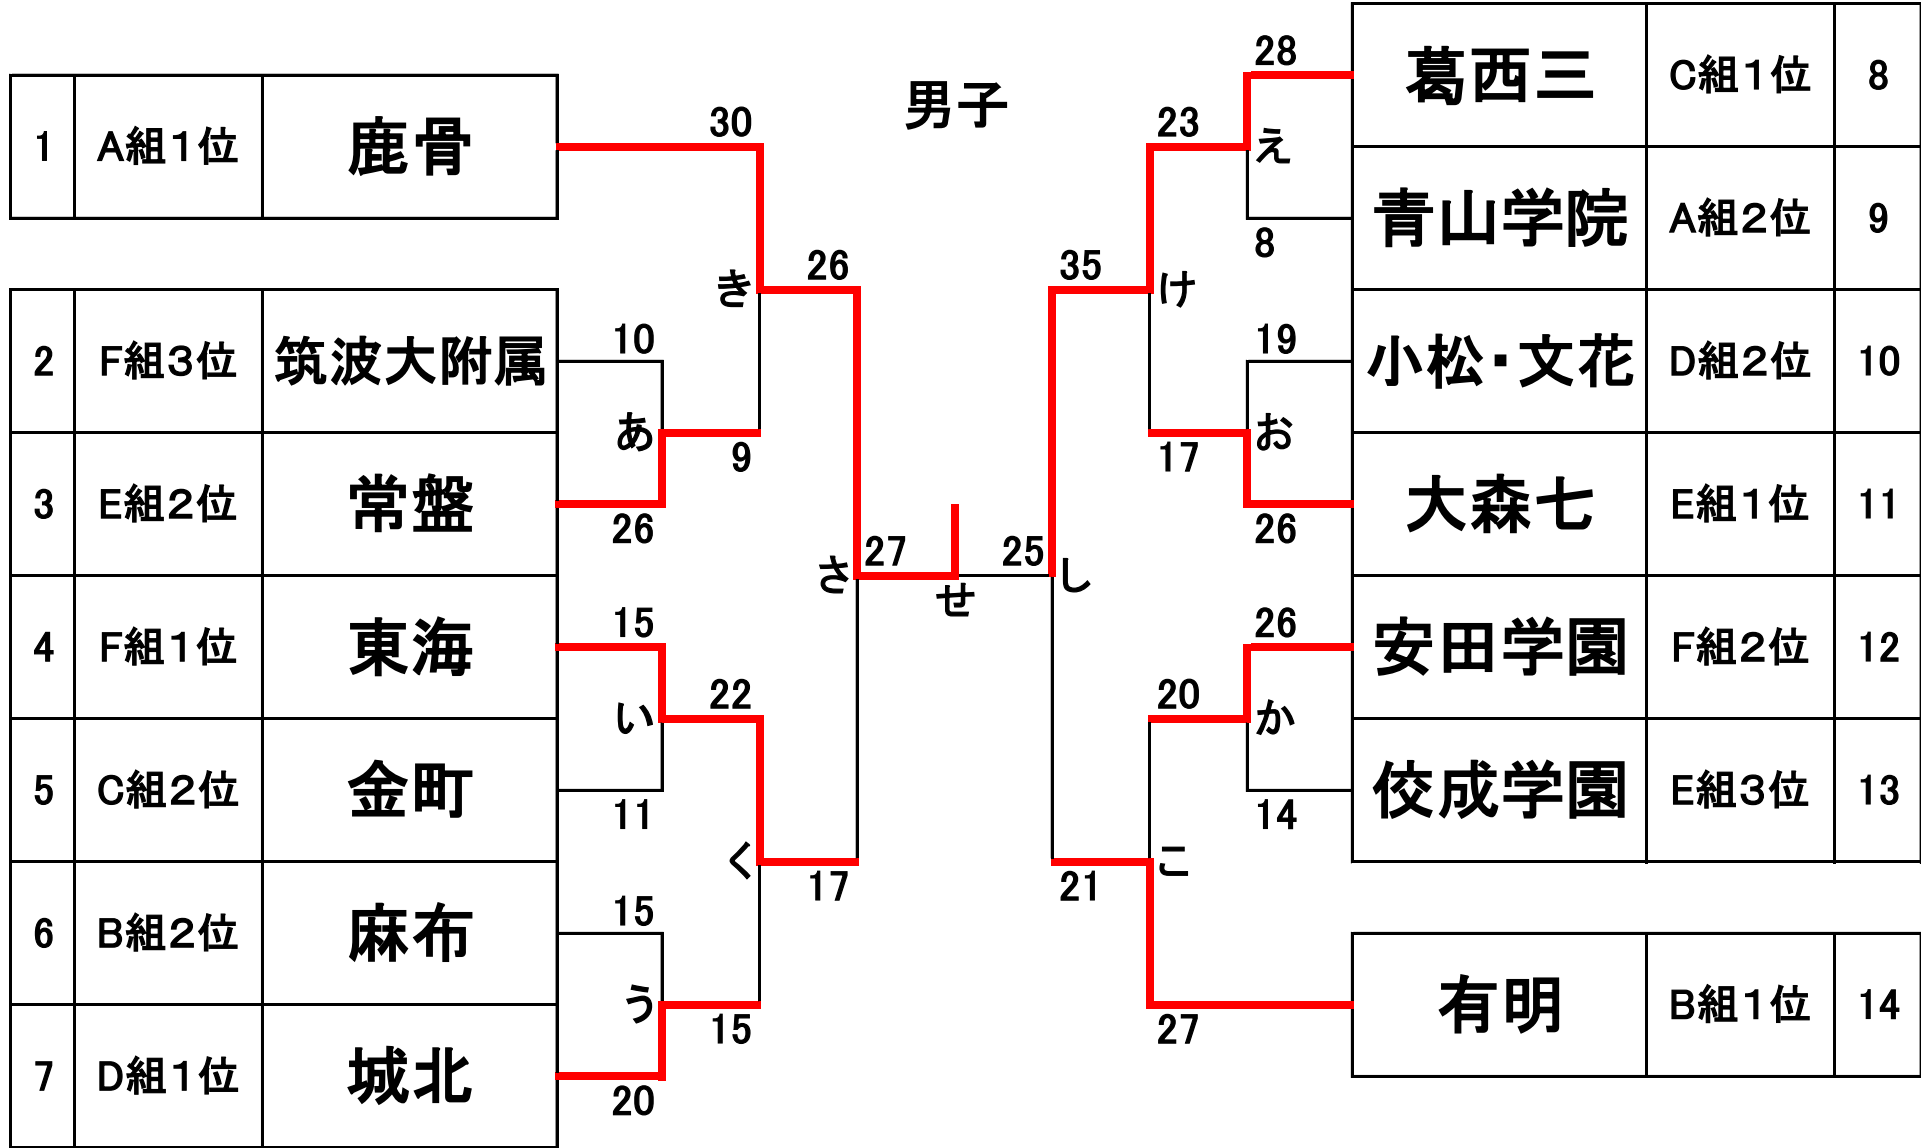 男子
1 A組1位 鹿骨
2 F組3位 筑波大附属
3 E組2位 常盤
4 F組1位 東海
5 C組2位 金町
6 B組2位 麻布
7 D組1位 城北
30
10
あ
26
き
9
15
い
11
22
く
15
う
20
15
26
さ
17
27
せ
25
し
35
21
23
け
17
20
こ
27
28
え
8
19
お
26
26
か
14
葛西三 C組1位 8
青山学院 A組2位 9
小松・文花 D組2位 10
大森七 E組1位 11
安田学園 F組2位 12
佼成学園 E組3位 13
有明 B組1位 14